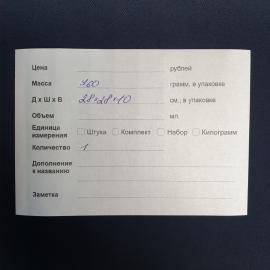 Цена рублей
Масса 460 грамм, в упаковке
Д х Ш х В 28*28*10 см., в упаковке
Объем мл.
Единица
измерения Штука Комплект Набор Килограмм
Количество 1
Дополнение
к названию
Заметка